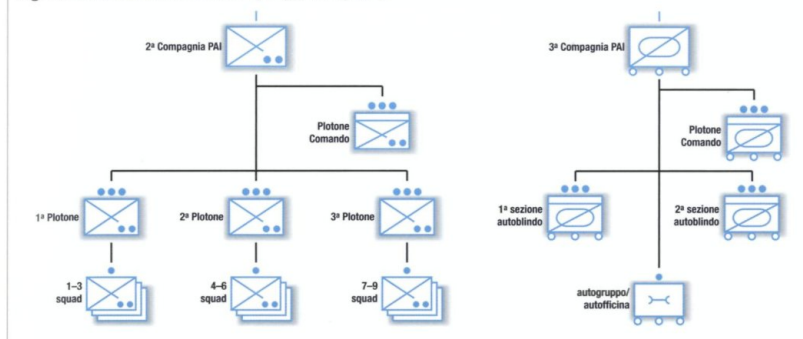 2ª Compagnia PAI
3ª Compagnia PAI
Plotone
Comando
Plotone
Comando
1ª Plotone
2ª Plotone
3ª Plotone
1ª sezione
autoblindo
2ª sezione
autoblindo
1–3
squad
4–6
squad
7–9
squad
autogruppo/
autofficina